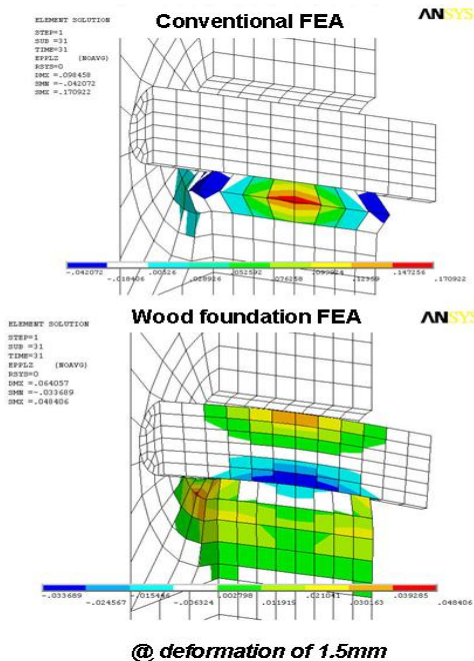 Conventional FEA
ANSYS
ELEMENT SOLUTION
STEP=1
SUB =31
TIME=31
EPPLZ (NOAVG)
RSYS=0
DMX =.098458
SMN =-.042072
SMX =.170922
-.042072 .00526 .052592 .147256
-.018406 .028926 .076258 .170922
Wood foundation FEA
ANSYS
ELEMENT SOLUTION
STEP=1
SUB =31
TIME=31
EPPLZ (NOAVG)
RSYS=0
DMX =.064057
SMN =-.033689
SMX =.048406
-.033689 -.015446 .002798 .021041 .039285
-.024567 -.006324 .011915 .030163 .048406
@ deformation of 1.5mm